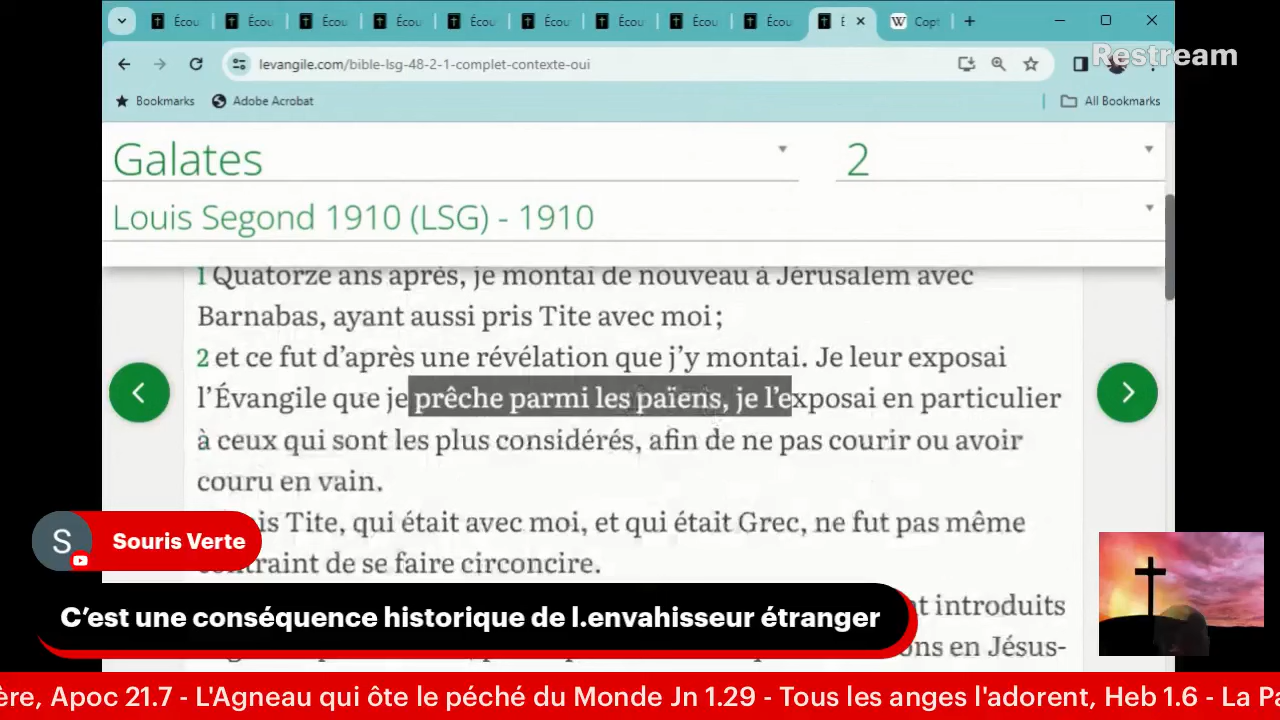 Écou Écou Écou Écou Écou Écou Écou Écou Écou É Copt
levangile.com/bible-lsg-48-2-1-complet-contexte-oui
Restream
Bookmarks Adobe Acrobat All Bookmarks
Galates 2
Louis Segond 1910 (LSG) - 1910
1 Quatorze ans après, je montai de nouveau à Jérusalem avec
Barnabas, ayant aussi pris Tite avec moi;
2 et ce fut d’après une révélation que j’y montai. Je leur exposai
l’Évangile que je prêche parmi les païens, je l’exposai en particulier
à ceux qui sont les plus considérés, afin de ne pas courir ou avoir
couru en vain.
is Tite, qui était avec moi, et qui était Grec, ne fut pas même
contraint de se faire circoncire.
S Souris Verte
C’est une conséquence historique de l.envahisseur étranger
t introduits
ons en Jésus-
ère, Apoc 21.7 - L'Agneau qui ôte le péché du Monde Jn 1.29 - Tous les anges l'adorent, Heb 1.6 - La Pa